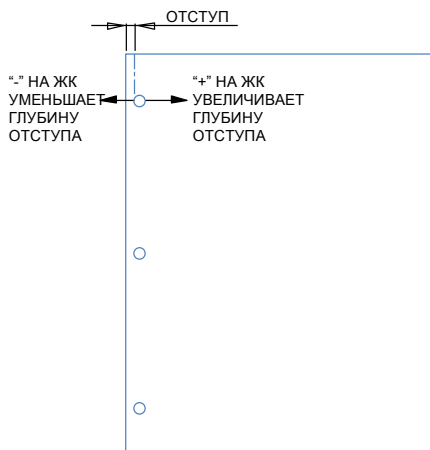 ОТСТУП
“-” НА ЖК
УМЕНЬШАЕТ
ГЛУБИНУ
ОТСТУПА
“+” НА ЖК
УВЕЛИЧИВАЕТ
ГЛУБИНУ
ОТСТУПА